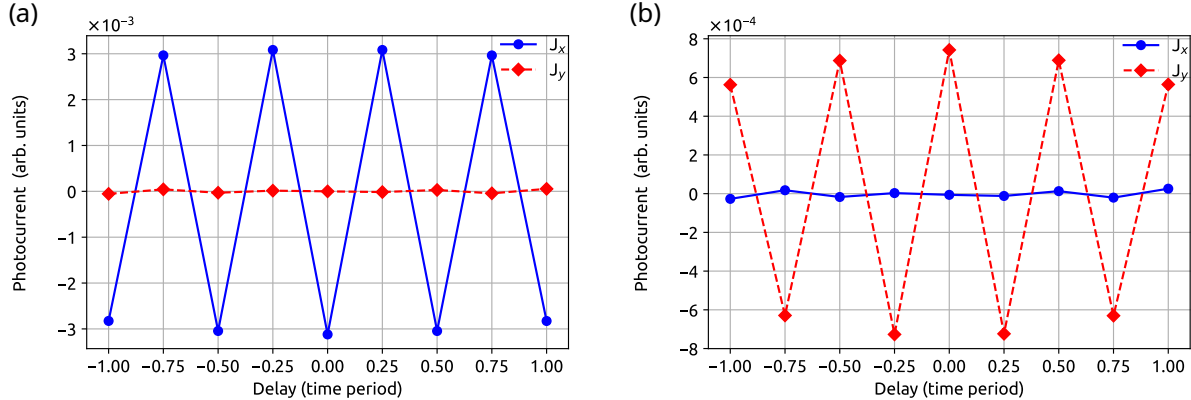 (a)
×10⁻³
3
2
1
0
−1
−2
−3
Photocurrent (arb. units)
J_x
J_y
−1.00 −0.75 −0.50 −0.25 0.00 0.25 0.50 0.75 1.00
Delay (time period)
(b)
×10⁻⁴
8
6
4
2
0
−2
−4
−6
−8
Photocurrent (arb. units)
J_x
J_y
−1.00 −0.75 −0.50 −0.25 0.00 0.25 0.50 0.75 1.00
Delay (time period)